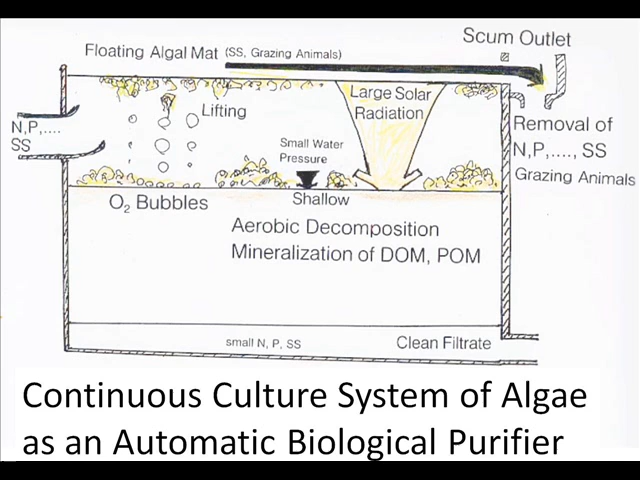 Scum Outlet
Floating Algal Mat (SS, Grazing Animals)
Large Solar
Radiation
Lifting
N,P,....
SS
Small Water
Pressure
Removal of
N,P,...., SS
Grazing Animals
O₂ Bubbles
Shallow
Aerobic Decomposition
Mineralization of DOM, POM
small N, P, SS
Clean Filtrate
Continuous Culture System of Algae
as an Automatic Biological Purifier